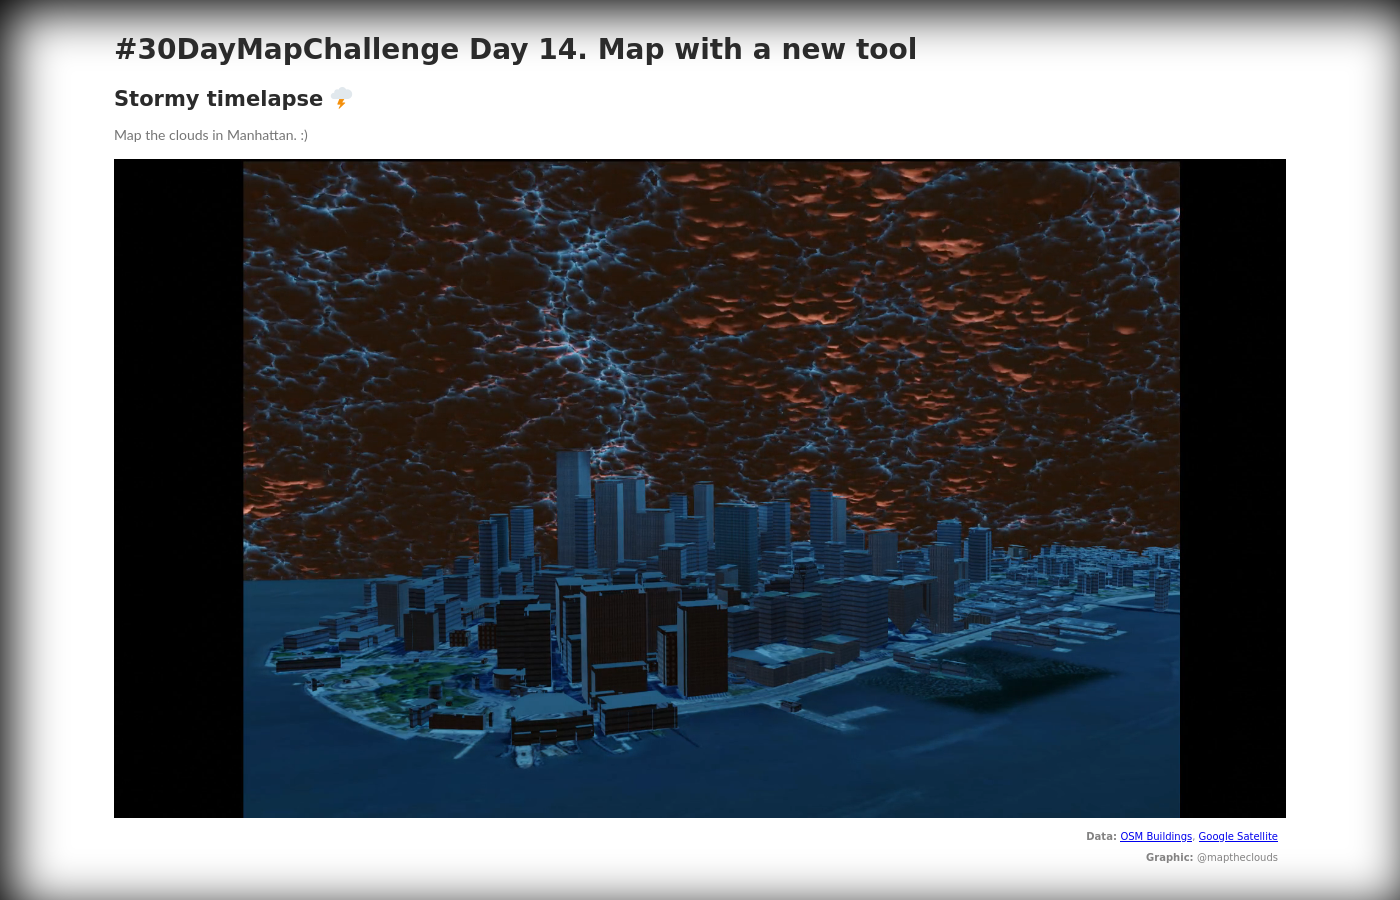 #30DayMapChallenge Day 14. Map with a new tool
Stormy timelapse 🌩️
Map the clouds in Manhattan. :)
Data: OSM Buildings, Google Satellite
Graphic: @maptheclouds